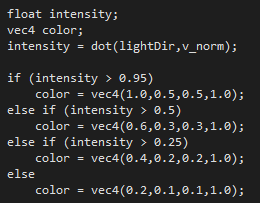 float intensity;
vec4 color;
intensity = dot(lightDir,v_norm);

if (intensity > 0.95)
    color = vec4(1.0,0.5,0.5,1.0);
else if (intensity > 0.5)
    color = vec4(0.6,0.3,0.3,1.0);
else if (intensity > 0.25)
    color = vec4(0.4,0.2,0.2,1.0);
else
    color = vec4(0.2,0.1,0.1,1.0);